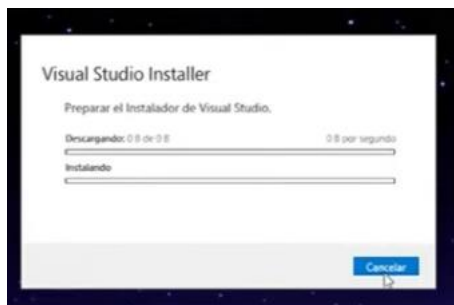 Visual Studio Installer
Preparar el Instalador de Visual Studio.
Descargando: 0 B de 0 B 0 B por segundo
Instalando
Cancelar